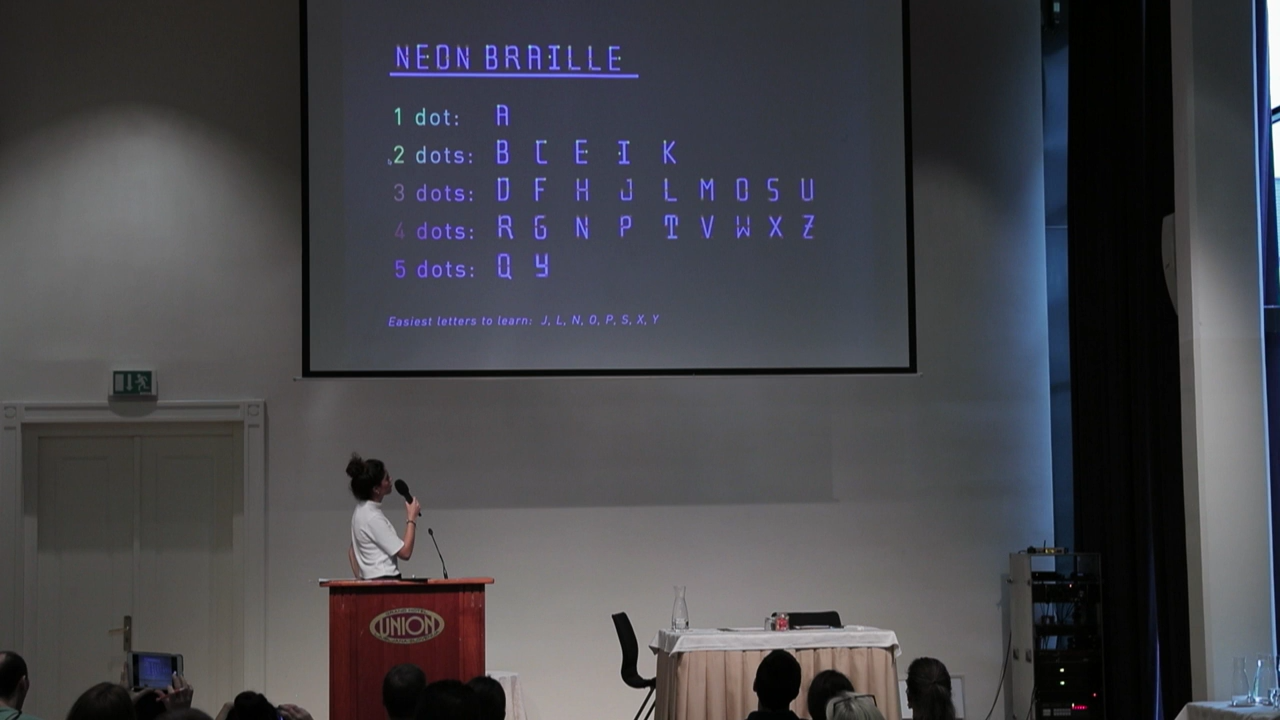 NEON BRAILLE
1 dot: A
2 dots: B C E I K
3 dots: D F H J L M O S U
4 dots: R G N P T V W X Z
5 dots: Q Y
Easiest letters to learn: J, L, N, O, P, S, X, Y
UNION